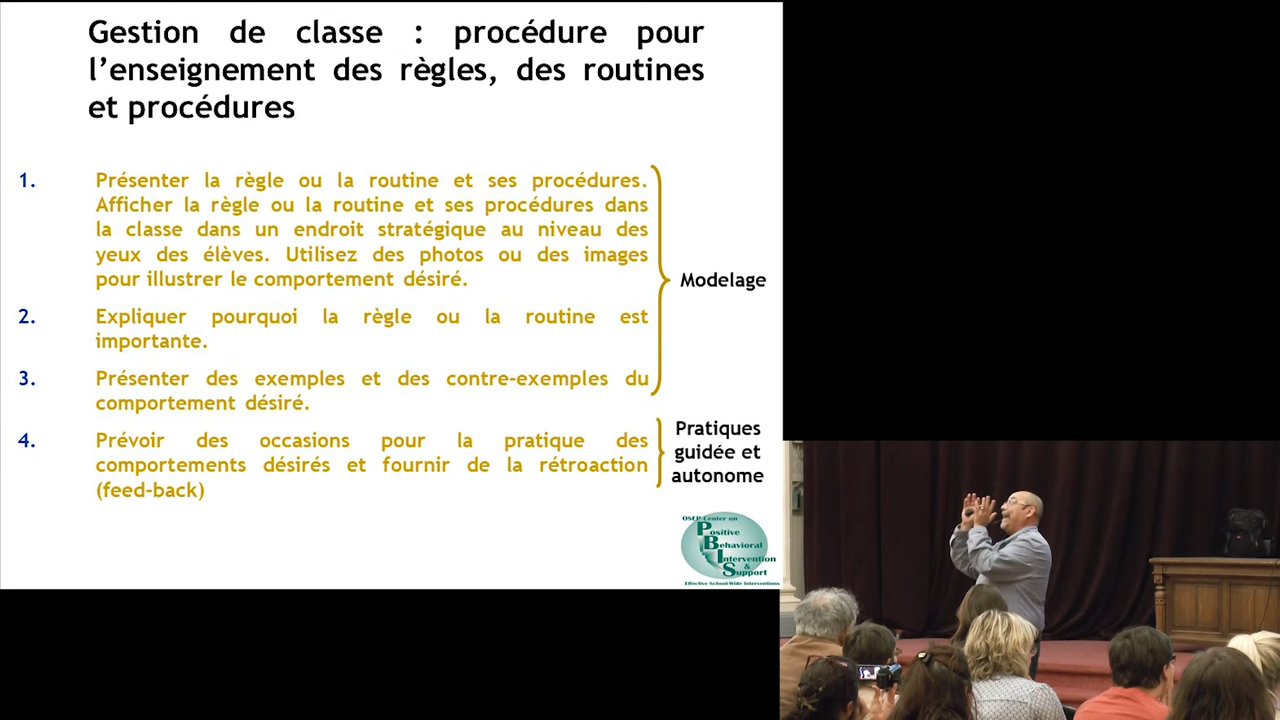 Gestion de classe : procédure pour
l’enseignement des règles, des routines
et procédures
1. Présenter la règle ou la routine et ses procédures.
Afficher la règle ou la routine et ses procédures dans
la classe dans un endroit stratégique au niveau des
yeux des élèves. Utilisez des photos ou des images
pour illustrer le comportement désiré.
2. Expliquer pourquoi la règle ou la routine est
importante.
3. Présenter des exemples et des contre-exemples du
comportement désiré.
Modelage
4. Prévoir des occasions pour la pratique des
comportements désirés et fournir de la rétroaction
(feed-back)
Pratiques
guidée et
autonome
OSEP Center on
Positive
Behavioral
Intervention
&
Support
Effective School-Wide Interventions